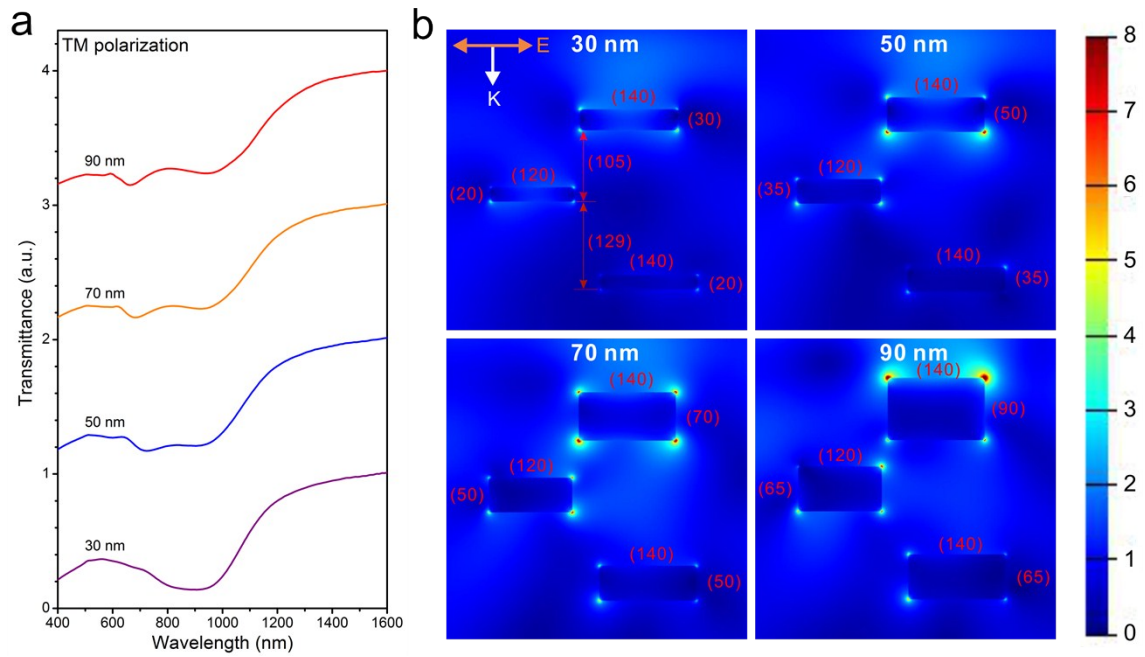 a
TM polarization
4
3
2
1
0
90 nm
70 nm
50 nm
30 nm
400 600 800 1000 1200 1400 1600
Wavelength (nm)
Transmittance (a.u.)
b
E
K
30 nm
(140)
(30)
(105)
(120)
(20)
(129)
(140)
(20)
50 nm
(140)
(50)
(120)
(35)
(140)
(35)
70 nm
(140)
(70)
(120)
(50)
(140)
(50)
90 nm
(140)
(90)
(120)
(65)
(140)
(65)
8
7
6
5
4
3
2
1
0